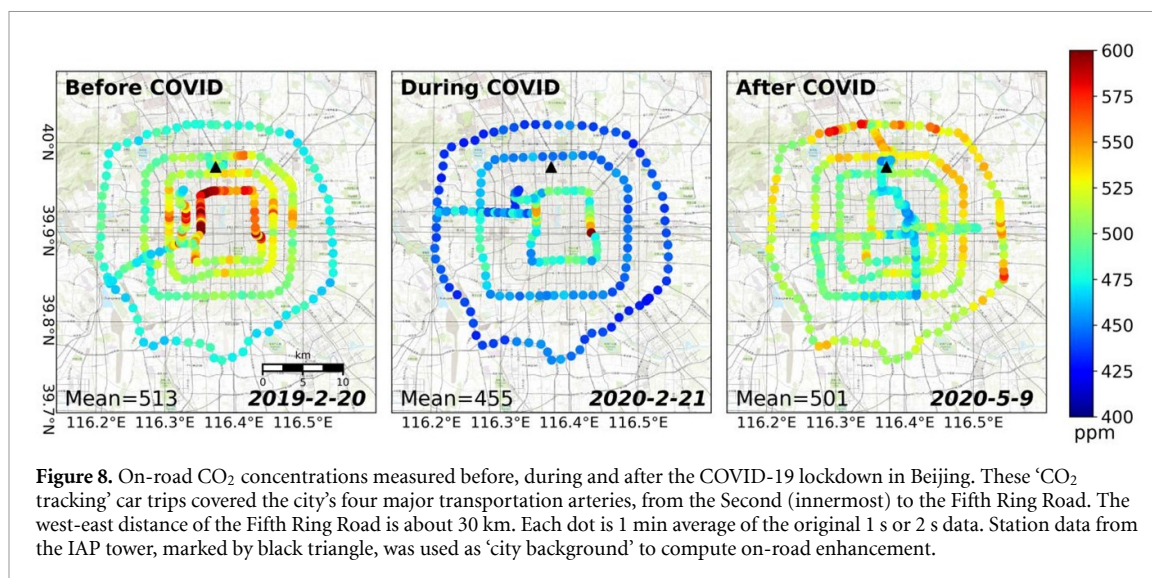 Before COVID
During COVID
After COVID
600
575
550
525
500
475
450
425
400
ppm
40°N
39.9°N
39.8°N
39.7°N
km
0 5 10
Mean=513 2019-2-20
Mean=455 2020-2-21
Mean=501 2020-5-9
116.2°E 116.3°E 116.4°E 116.5°E
116.2°E 116.3°E 116.4°E 116.5°E
116.2°E 116.3°E 116.4°E 116.5°E
Figure 8. On-road CO₂ concentrations measured before, during and after the COVID-19 lockdown in Beijing. These ‘CO₂
tracking’ car trips covered the city’s four major transportation arteries, from the Second (innermost) to the Fifth Ring Road. The
west-east distance of the Fifth Ring Road is about 30 km. Each dot is 1 min average of the original 1 s or 2 s data. Station data from
the IAP tower, marked by black triangle, was used as ‘city background’ to compute on-road enhancement.